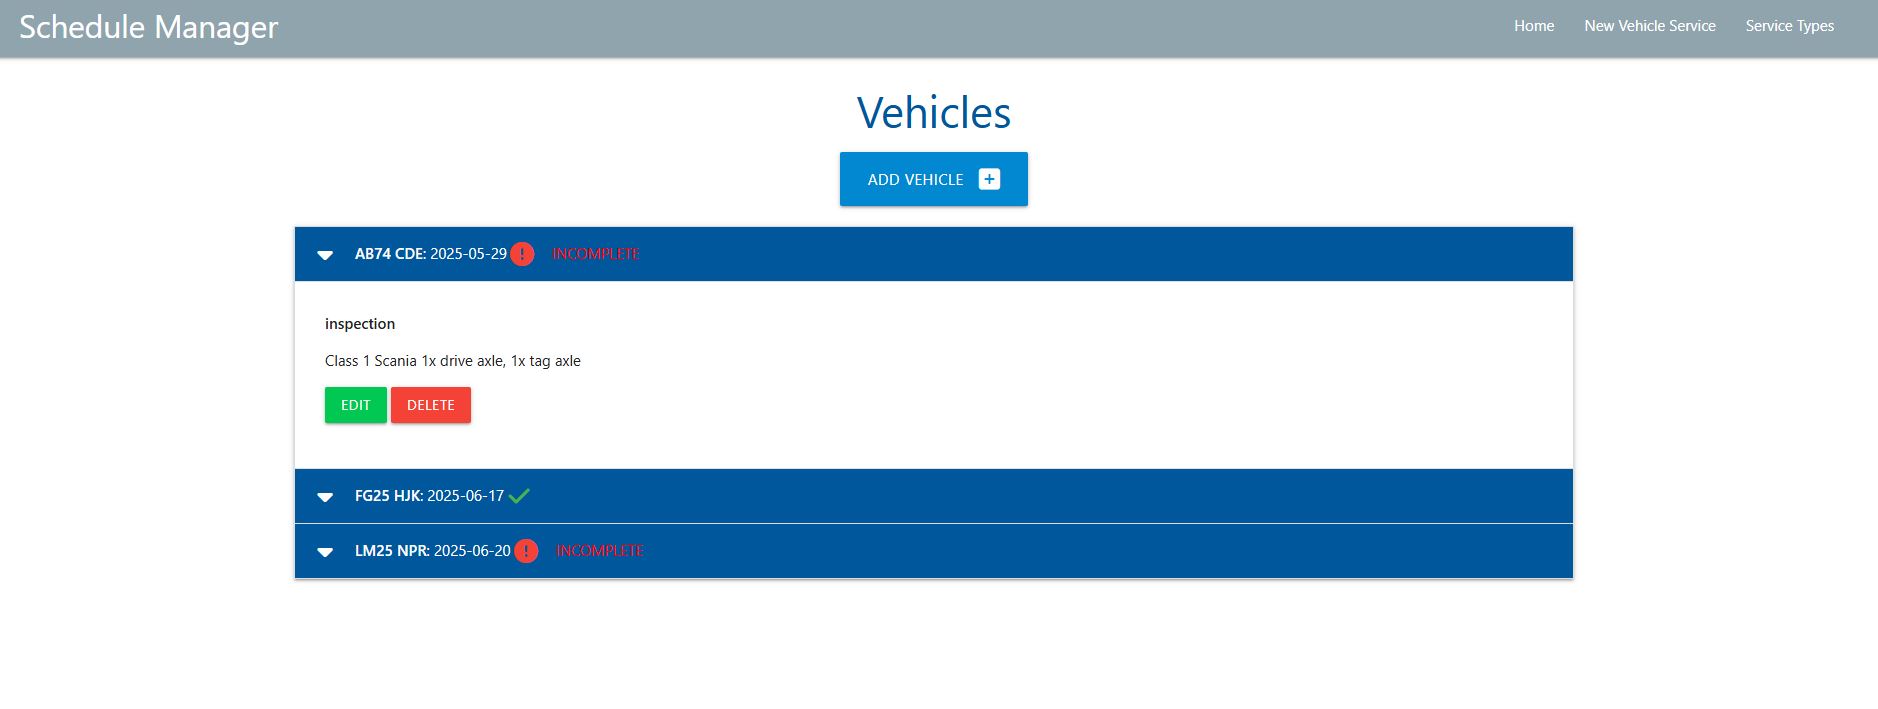 Schedule Manager
Home New Vehicle Service Service Types
Vehicles
ADD VEHICLE
AB74 CDE: 2025-05-29 INCOMPLETE
inspection
Class 1 Scania 1x drive axle, 1x tag axle
EDIT DELETE
FG25 HJK: 2025-06-17
LM25 NPR: 2025-06-20 INCOMPLETE